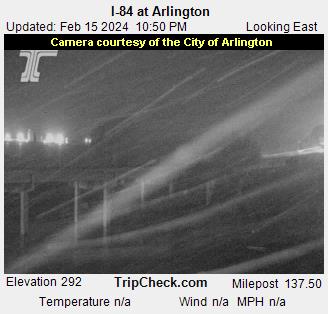 I-84 at Arlington
Updated: Feb 15 2024 10:50 PM Looking East
Camera courtesy of the City of Arlington
Elevation 292 TripCheck.com Milepost 137.50
Temperature n/a Wind n/a MPH n/a